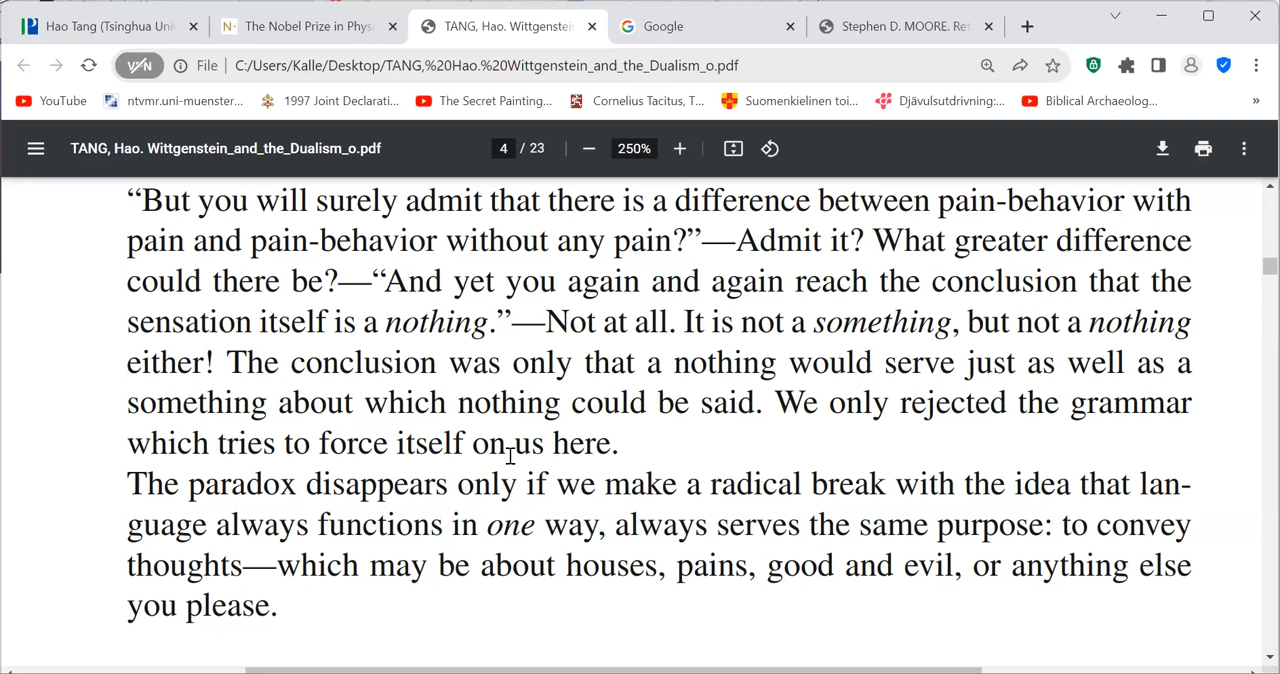 Hao Tang (Tsinghua Uni
The Nobel Prize in Physi
TANG, Hao. Wittgenstein
Google
Stephen D. MOORE. Ret
File
C:/Users/Kalle/Desktop/TANG,%20Hao.%20Wittgenstein_and_the_Dualism_o.pdf
YouTube
ntvmr.uni-muenster...
1997 Joint Declarati...
The Secret Painting...
Cornelius Tacitus, T...
Suomenkielinen toi...
Djävulsutdrivning:...
Biblical Archaeolog...
»
TANG, Hao. Wittgenstein_and_the_Dualism_o.pdf
4 / 23
250%
“But you will surely admit that there is a difference between pain-behavior with
pain and pain-behavior without any pain?”—Admit it? What greater difference
could there be?—“And yet you again and again reach the conclusion that the
sensation itself is a nothing.”—Not at all. It is not a something, but not a nothing
either! The conclusion was only that a nothing would serve just as well as a
something about which nothing could be said. We only rejected the grammar
which tries to force itself on us here.
The paradox disappears only if we make a radical break with the idea that lan-
guage always functions in one way, always serves the same purpose: to convey
thoughts—which may be about houses, pains, good and evil, or anything else
you please.